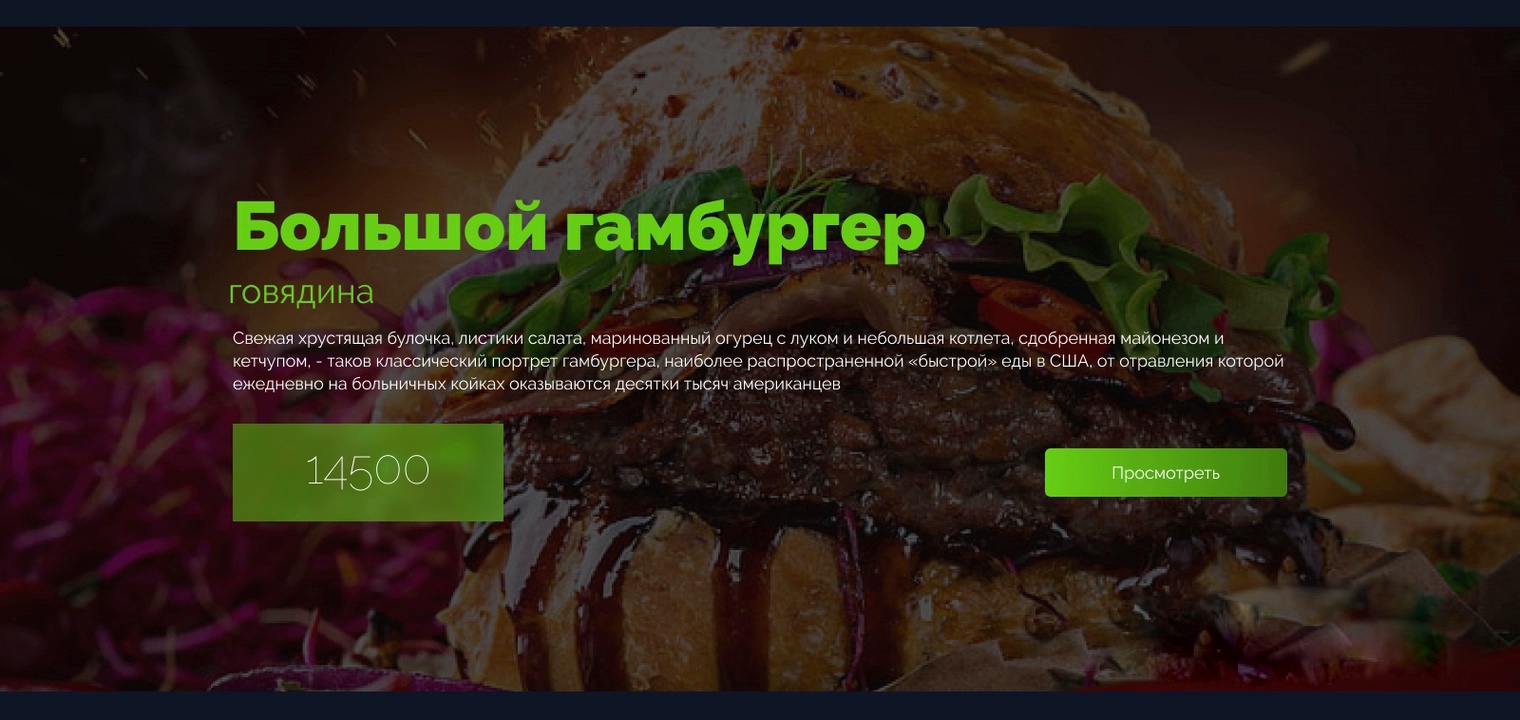 Большой гамбургер
говядина
Свежая хрустящая булочка, листики салата, маринованный огурец с луком и небольшая котлета, сдобренная майонезом и
кетчупом, - таков классический портрет гамбургера, наиболее распространенной «быстрой» еды в США, от отравления которой
ежедневно на больничных койках оказываются десятки тысяч американцев
14500
Просмотреть